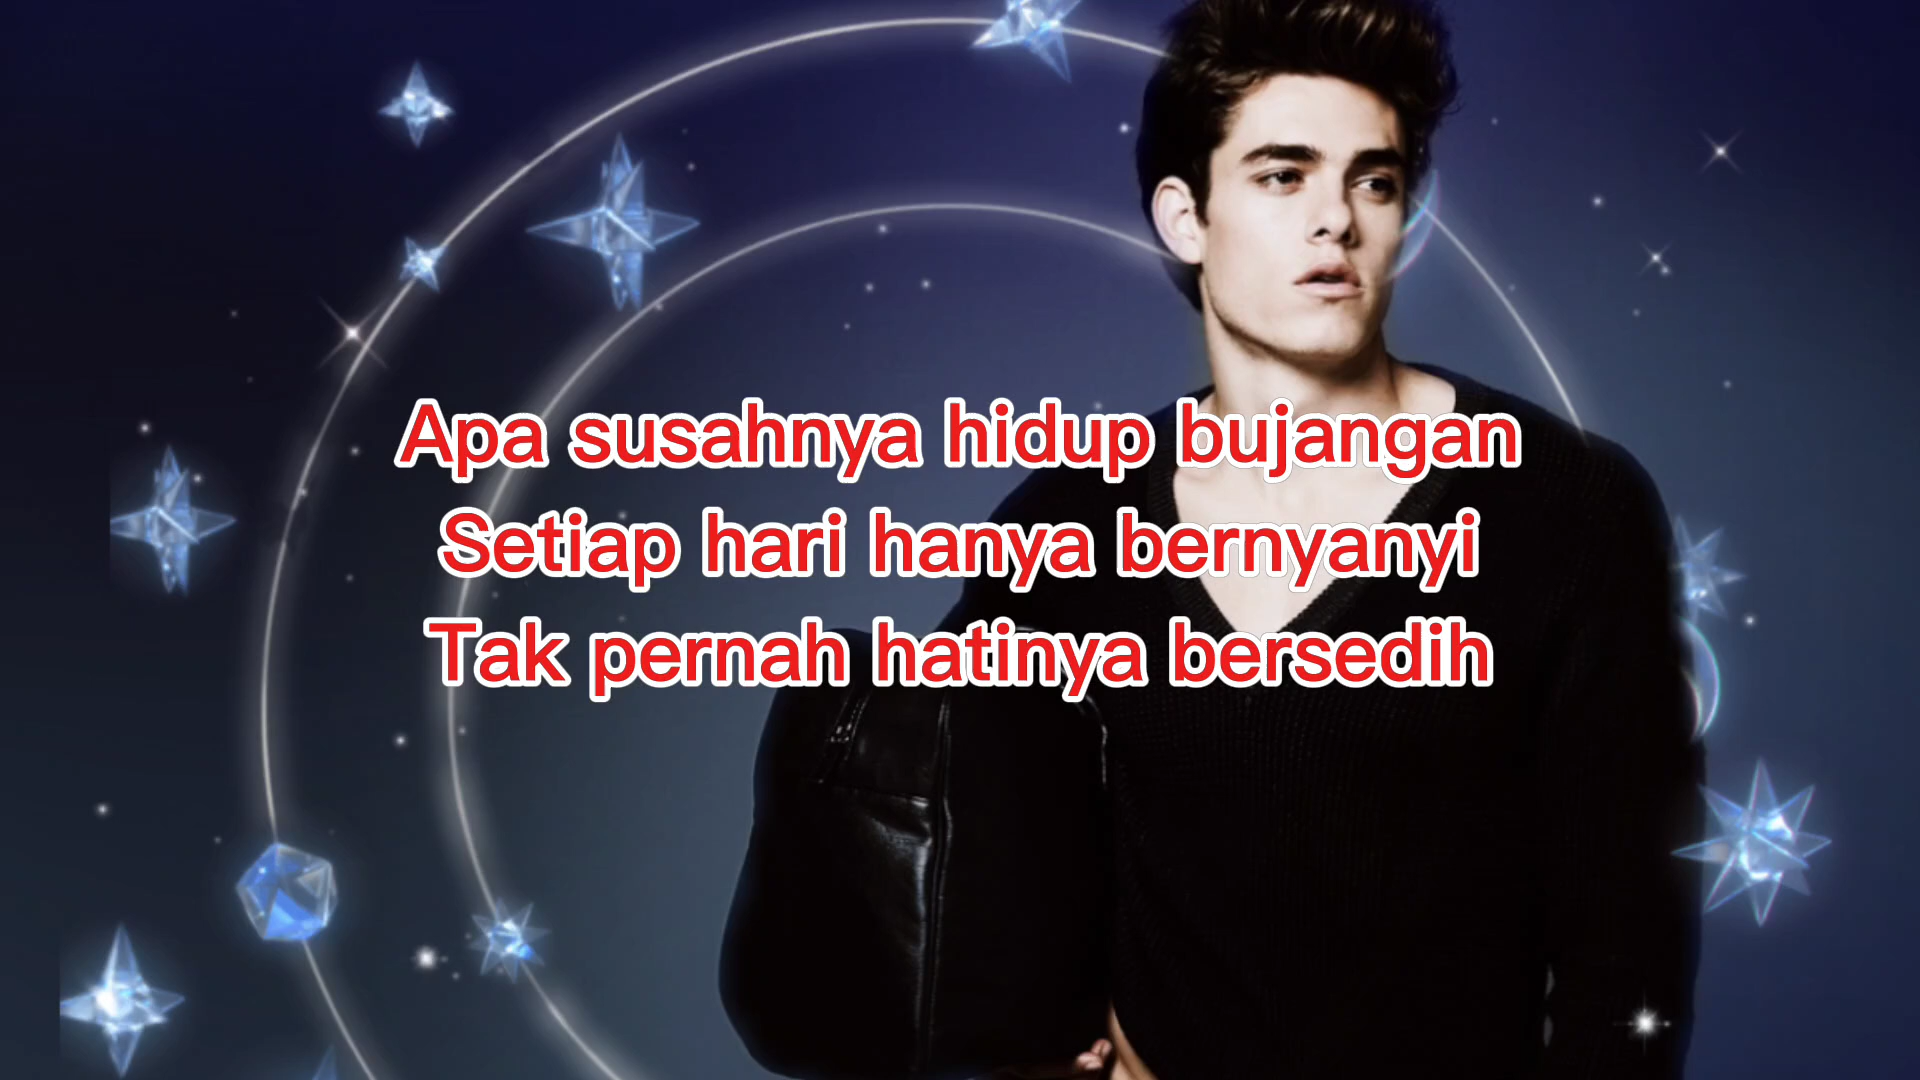 Apa susahnya hidup bujangan
Setiap hari hanya bernyanyi
Tak pernah hatinya bersedih